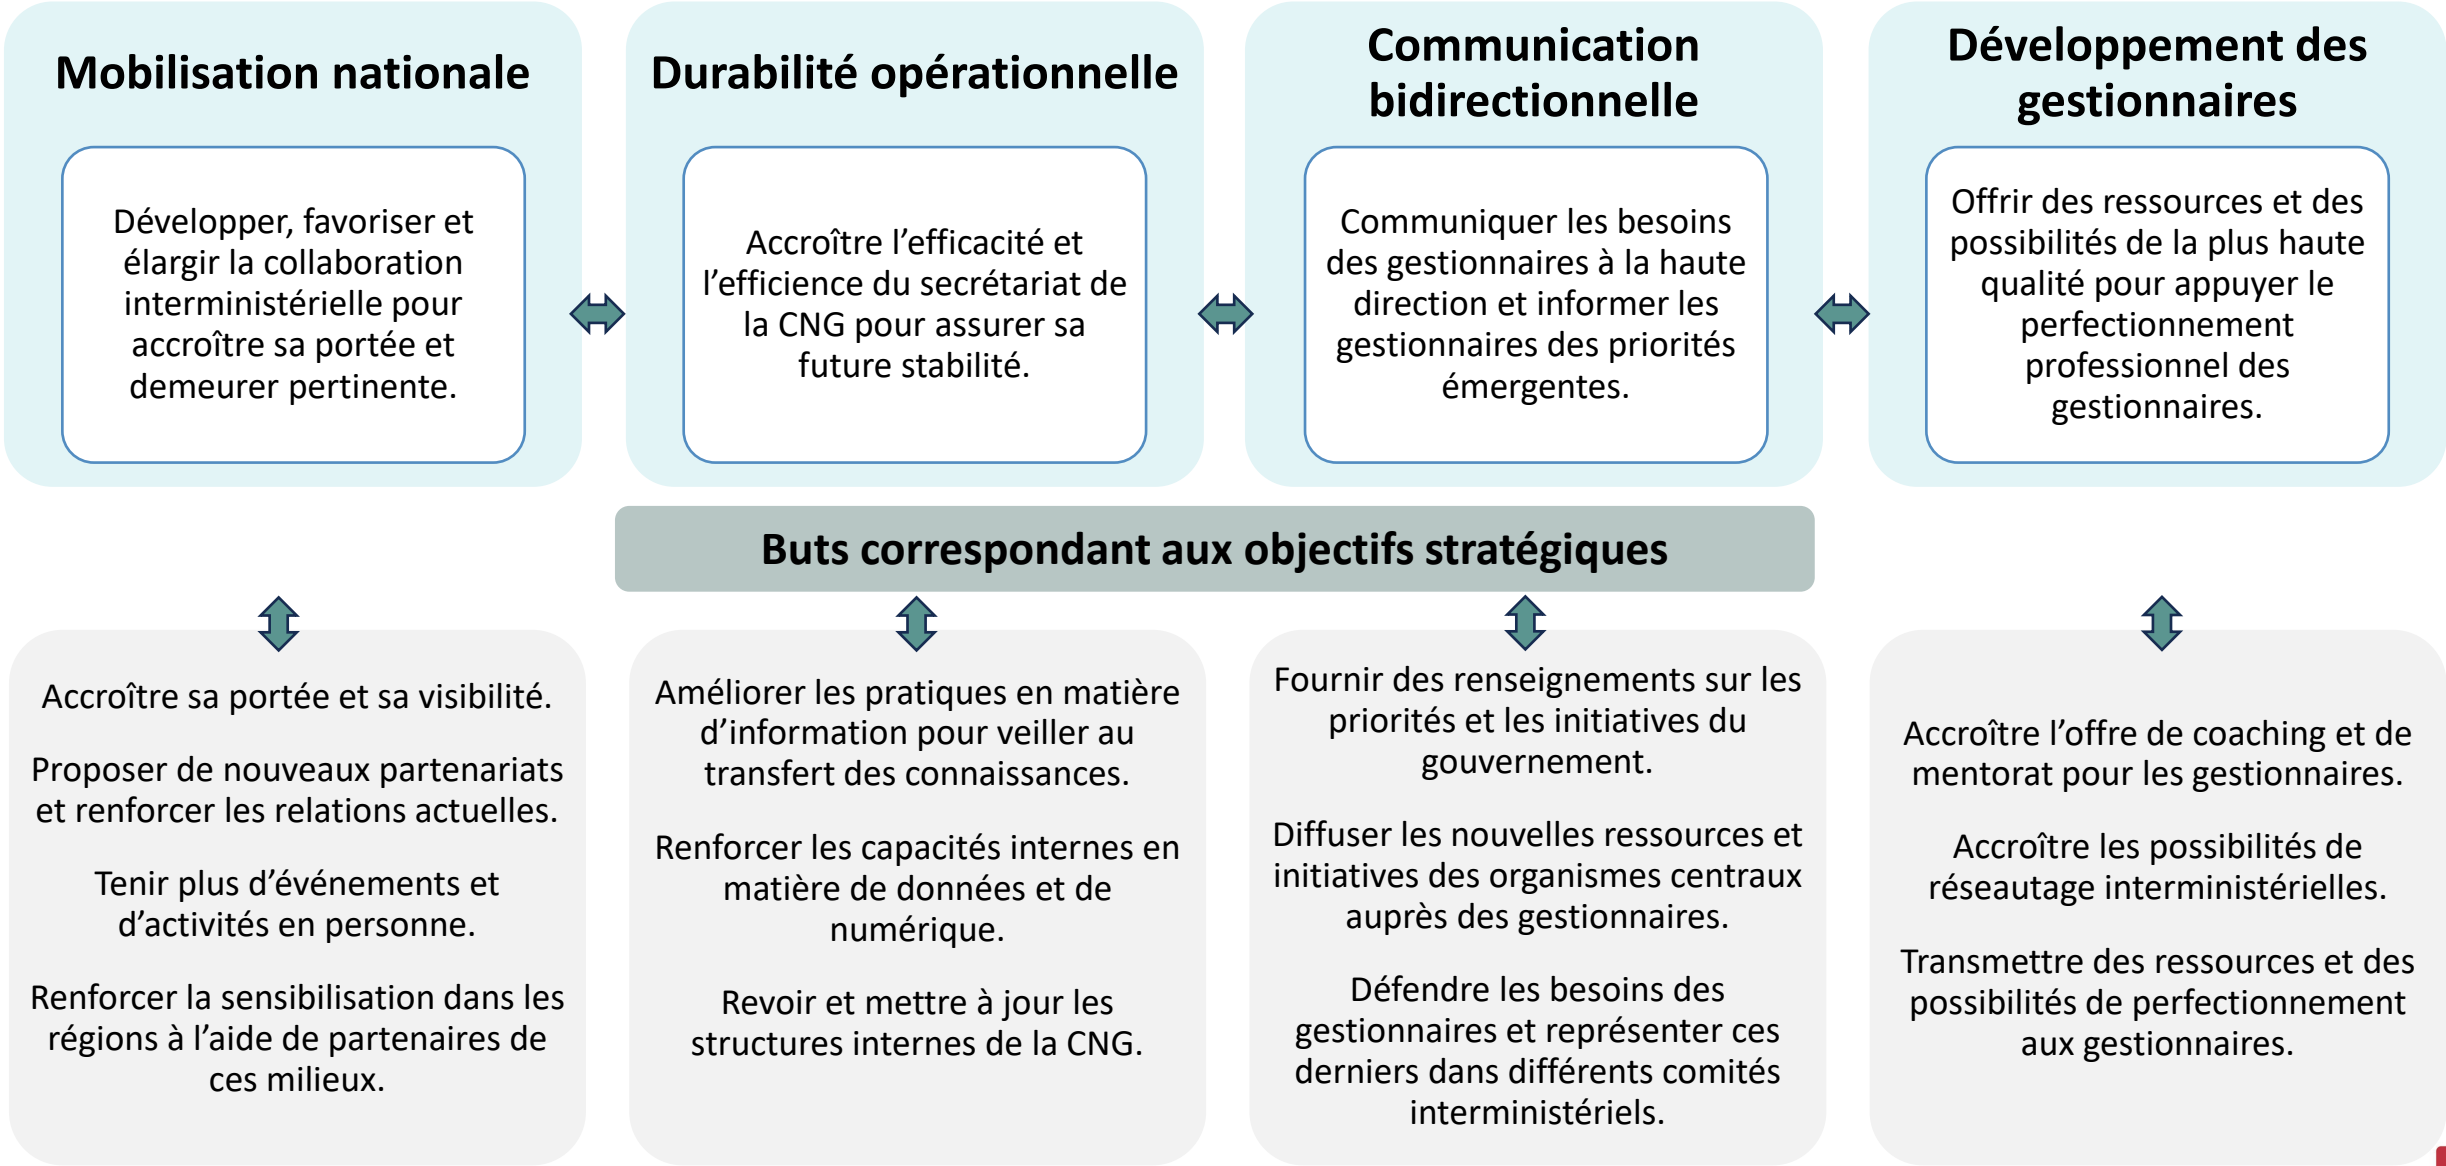 Mobilisation nationale
Développer, favoriser et
élargir la collaboration
interministérielle pour
accroître sa portée et
demeurer pertinente.
Durabilité opérationnelle
Accroître l’efficacité et
l’efficience du secrétariat de
la CNG pour assurer sa
future stabilité.
Communication
bidirectionnelle
Communiquer les besoins
des gestionnaires à la haute
direction et informer les
gestionnaires des priorités
émergentes.
Développement des
gestionnaires
Offrir des ressources et des
possibilités de la plus haute
qualité pour appuyer le
perfectionnement
professionnel des
gestionnaires.
Buts correspondant aux objectifs stratégiques
Accroître sa portée et sa visibilité.
Proposer de nouveaux partenariats
et renforcer les relations actuelles.
Tenir plus d’événements et
d’activités en personne.
Renforcer la sensibilisation dans les
régions à l’aide de partenaires de
ces milieux.
Améliorer les pratiques en matière
d’information pour veiller au
transfert des connaissances.
Renforcer les capacités internes en
matière de données et de
numérique.
Revoir et mettre à jour les
structures internes de la CNG.
Fournir des renseignements sur les
priorités et les initiatives du
gouvernement.
Diffuser les nouvelles ressources et
initiatives des organismes centraux
auprès des gestionnaires.
Défendre les besoins des
gestionnaires et représenter ces
derniers dans différents comités
interministériels.
Accroître l’offre de coaching et de
mentorat pour les gestionnaires.
Accroître les possibilités de
réseautage interministérielles.
Transmettre des ressources et des
possibilités de perfectionnement
aux gestionnaires.